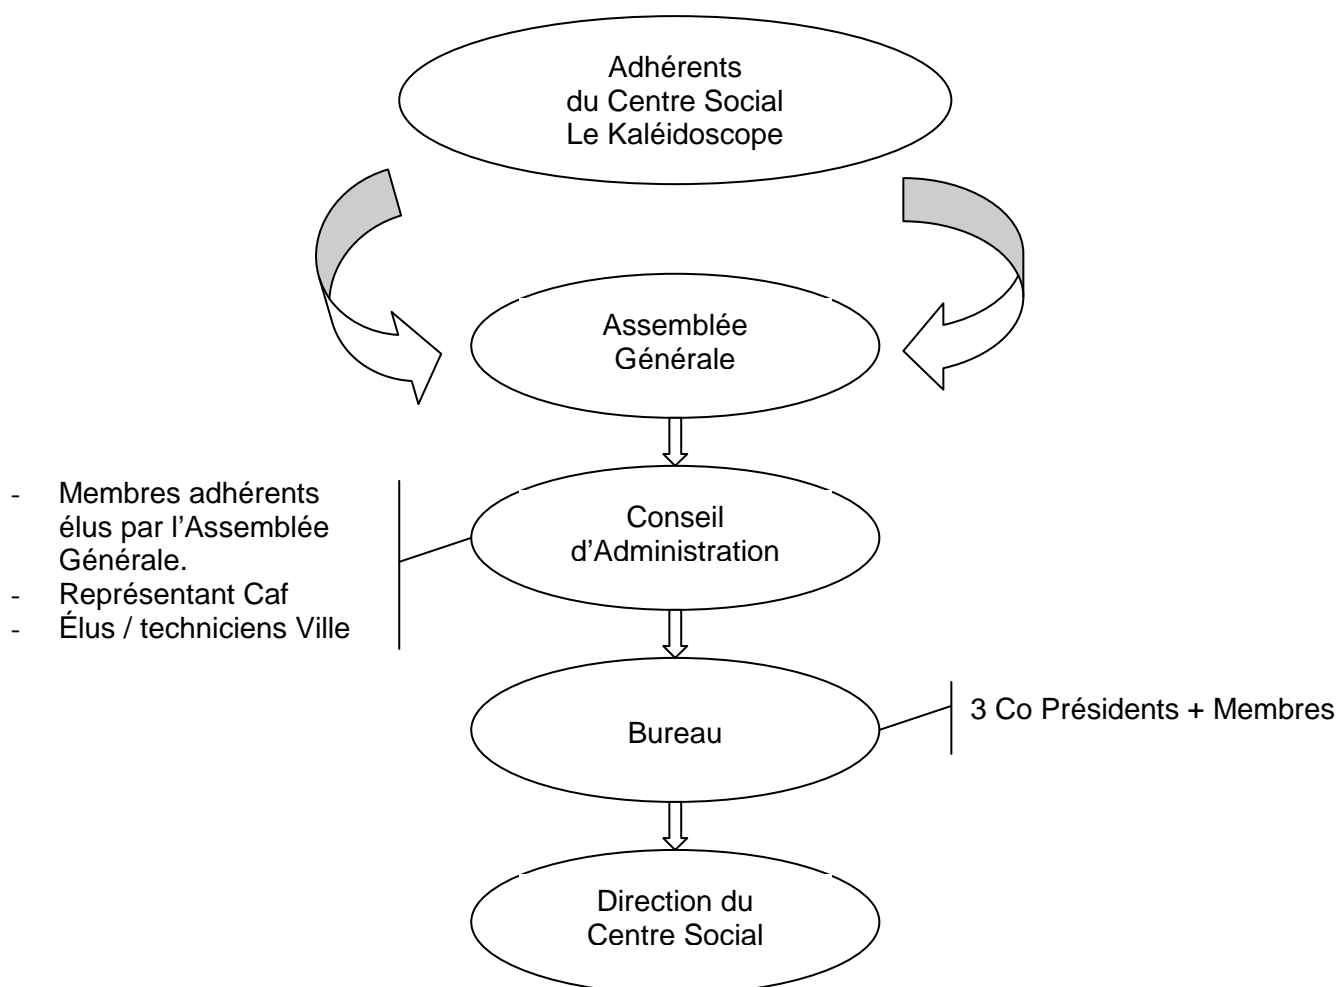 Adhérents
du Centre Social
Le Kaléidoscope
Assemblée
Générale
Conseil
d'Administration
- Membres adhérents
élus par l'Assemblée
Générale.
- Représentant Caf
- Élus / techniciens Ville
Bureau
3 Co Présidents + Membres
Direction du
Centre Social